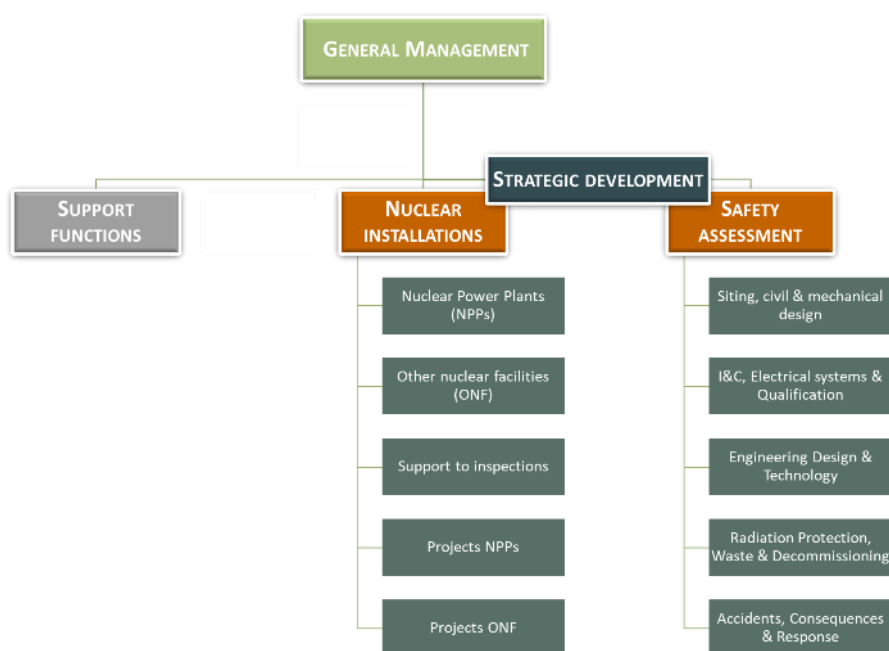 GENERAL MANAGEMENT
STRATEGIC DEVELOPMENT
SUPPORT
FUNCTIONS
NUCLEAR
INSTALLATIONS
SAFETY
ASSESSMENT
Nuclear Power Plants
(NPPs)
Other nuclear facilities
(ONF)
Support to inspections
Projects NPPs
Projects ONF
Siting, civil & mechanical
design
I&C, Electrical systems &
Qualification
Engineering Design &
Technology
Radiation Protection,
Waste & Decommissioning
Accidents, Consequences
& Response